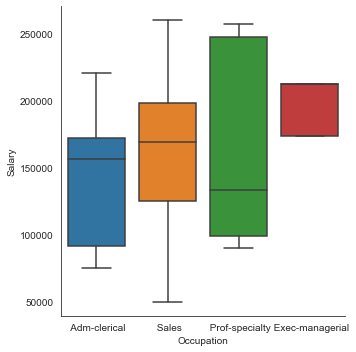 250000
200000
150000
100000
50000
Salary
Adm-clerical Sales Prof-specialty Exec-managerial
Occupation